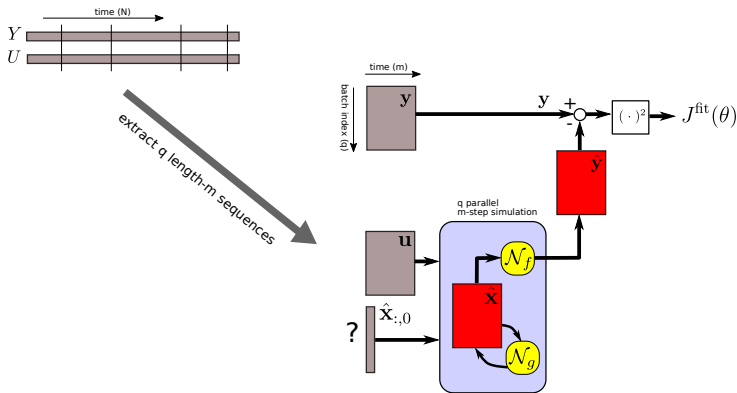 time (N)
Y
U
extract q length-m sequences
time (m)
batch index (q)
y
y
+
-
( · )²
J^fit(θ)
ŷ
q parallel
m-step simulation
u
𝒩_f
x̂
x̂_:,0
?
𝒩_g